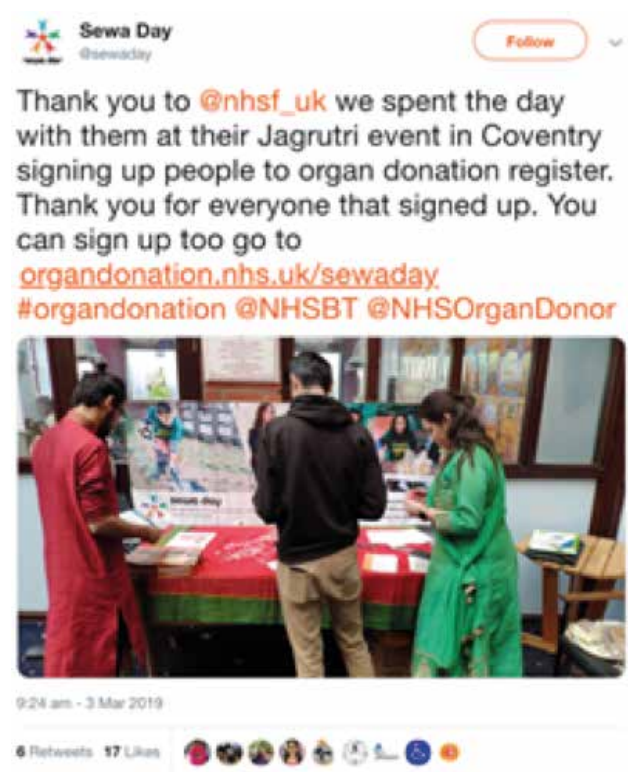 Sewa Day
@sewaday
Follow
Thank you to @nhsf_uk we spent the day
with them at their Jagrutri event in Coventry
signing up people to organ donation register.
Thank you for everyone that signed up. You
can sign up too go to
organdonation.nhs.uk/sewaday
#organdonation @NHSBT @NHSOrganDonor
sewa day
9:24 am - 3 Mar 2019
6 Retweets 17 Likes